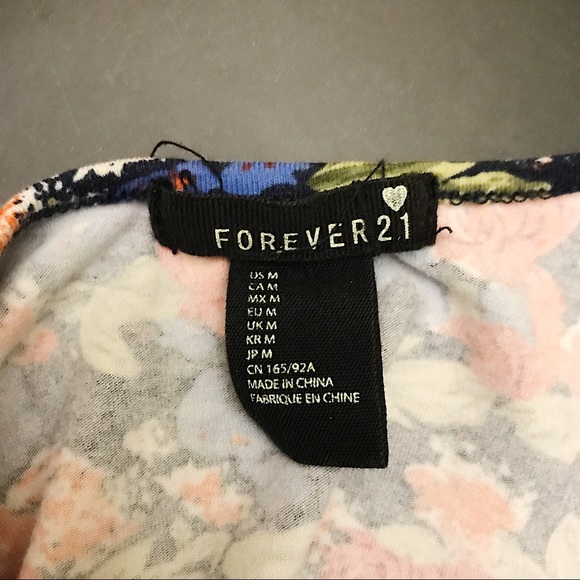 FOREVER 21
US M
CA M
MX M
EU M
UK M
KR M
JP M
CN 165/92A
MADE IN CHINA
FABRIQUE EN CHINE